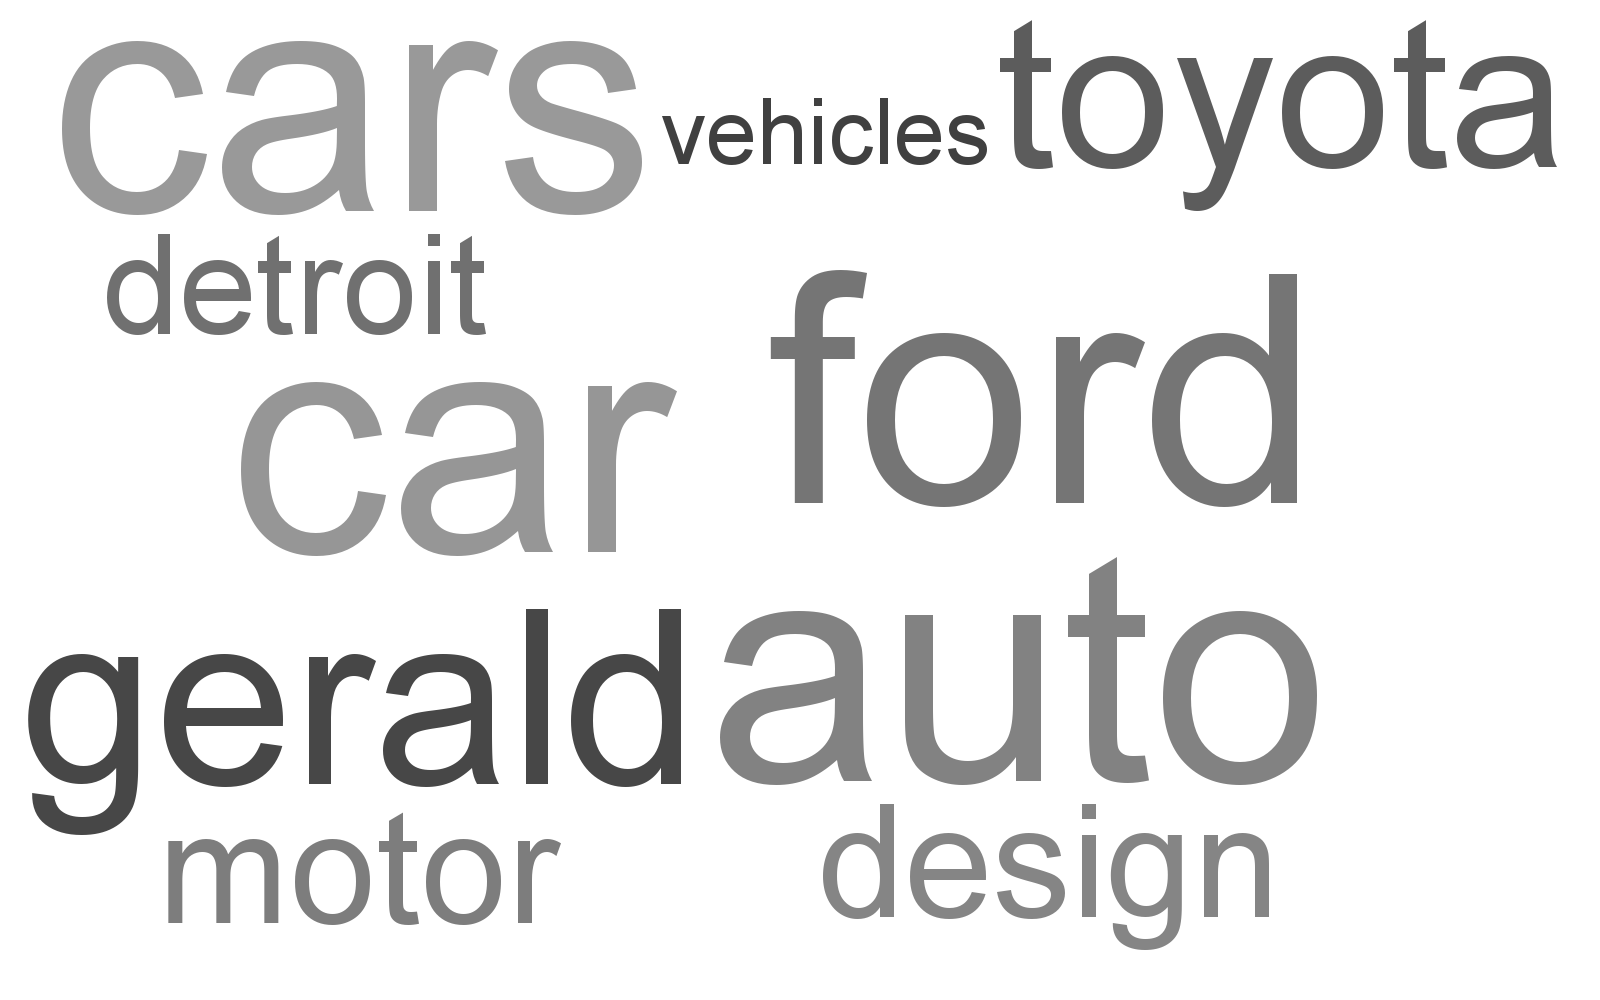 cars vehicles toyota
detroit
car ford
gerald auto
motor design